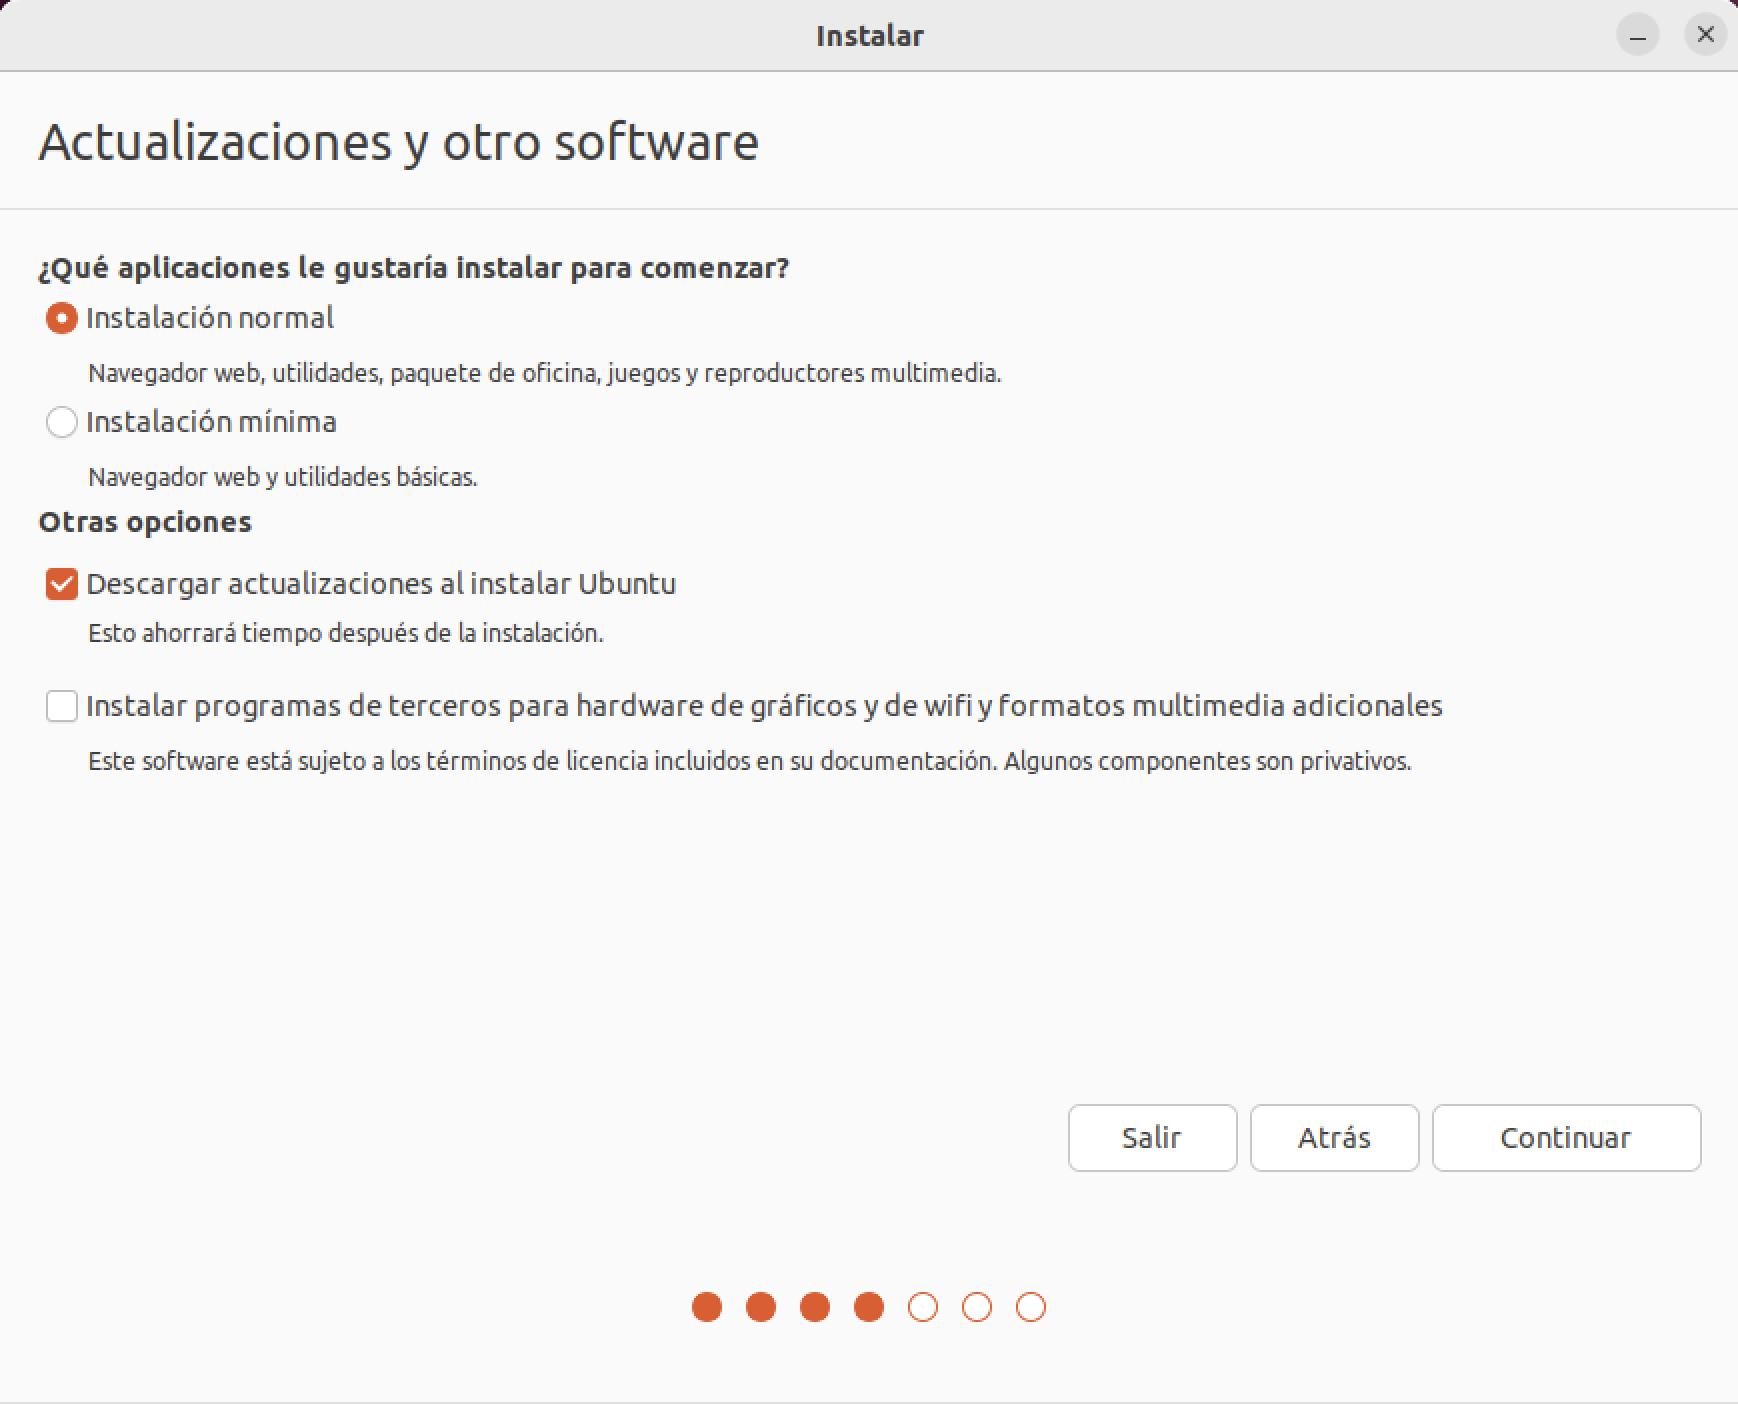 Instalar
Actualizaciones y otro software
¿Qué aplicaciones le gustaría instalar para comenzar?
Instalación normal
Navegador web, utilidades, paquete de oficina, juegos y reproductores multimedia.
Instalación mínima
Navegador web y utilidades básicas.
Otras opciones
Descargar actualizaciones al instalar Ubuntu
Esto ahorrará tiempo después de la instalación.
Instalar programas de terceros para hardware de gráficos y de wifi y formatos multimedia adicionales
Este software está sujeto a los términos de licencia incluidos en su documentación. Algunos componentes son privativos.
Salir
Atrás
Continuar